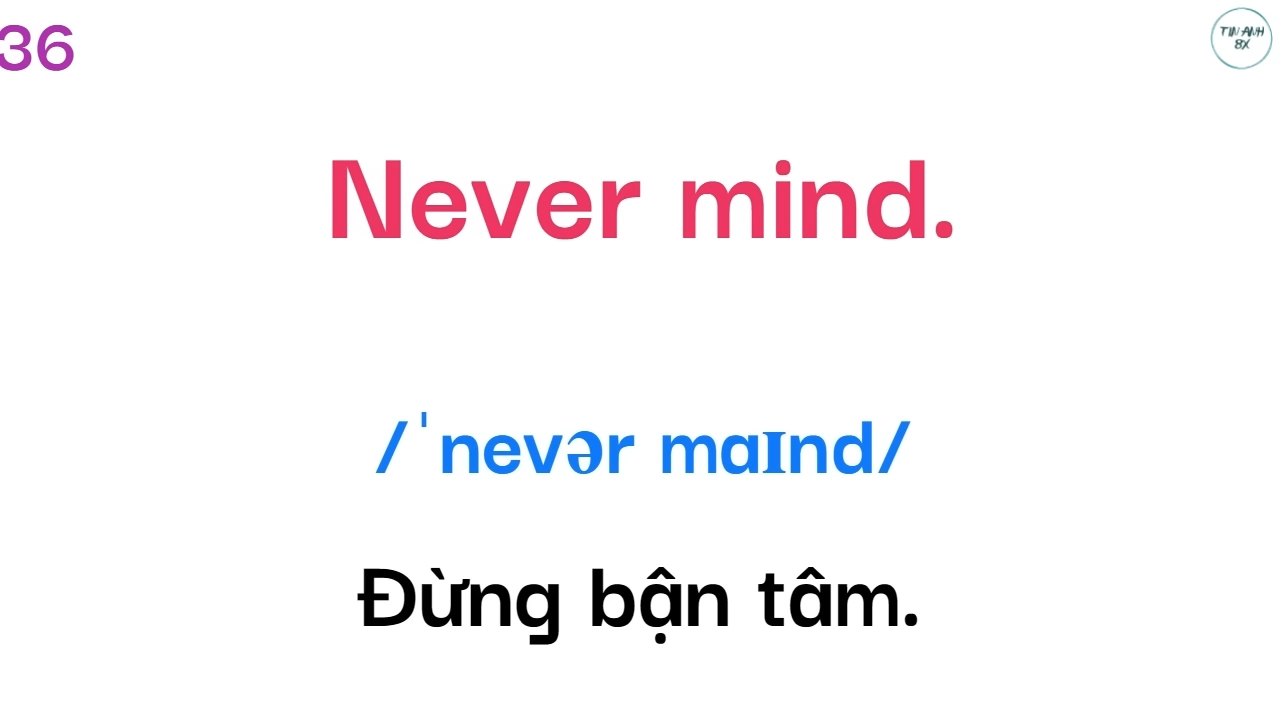 36
TIN ANH
8X
Never mind.
/ˈnevər maɪnd/
Đừng bận tâm.